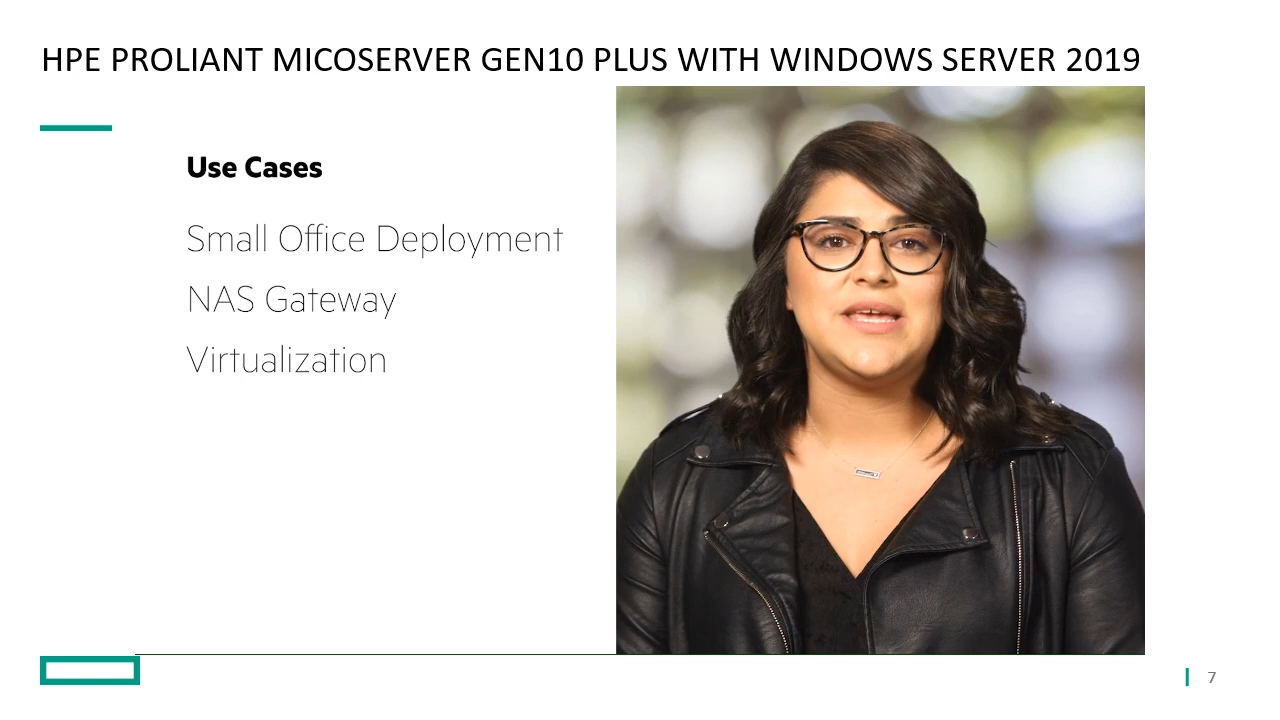 HPE PROLIANT MICOSERVER GEN10 PLUS WITH WINDOWS SERVER 2019
Use Cases
Small Office Deployment
NAS Gateway
Virtualization
7